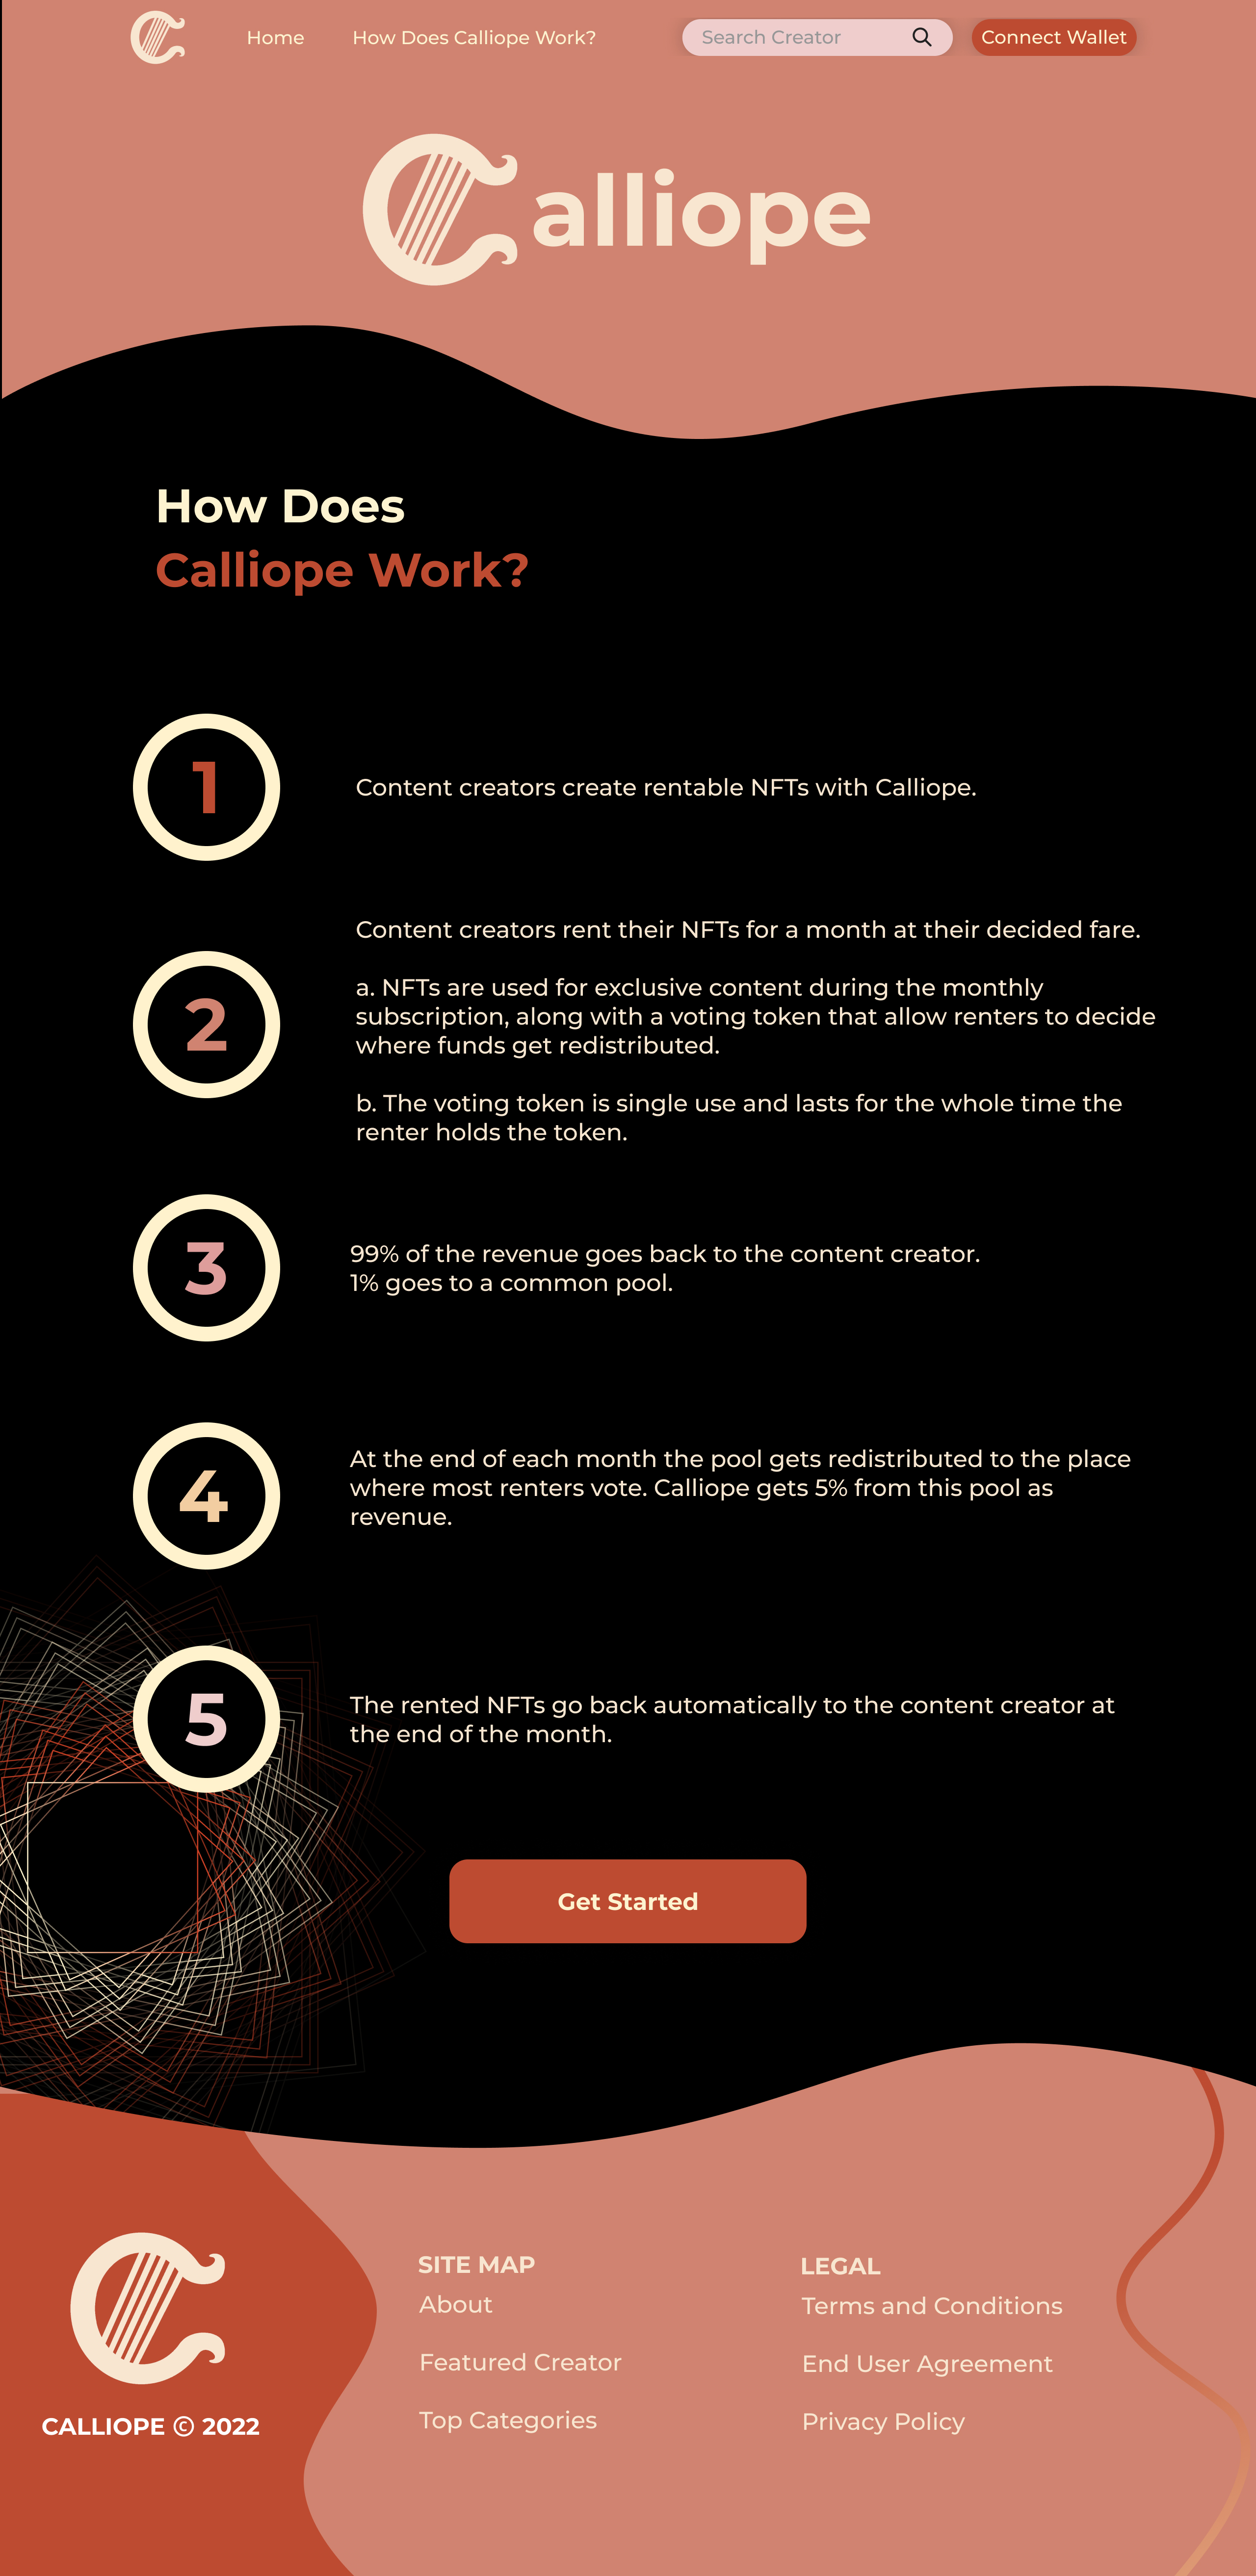 Home
How Does Calliope Work?
Search Creator
Connect Wallet
Calliope
How Does
Calliope Work?
1
Content creators create rentable NFTs with Calliope.
2
Content creators rent their NFTs for a month at their decided fare.
a. NFTs are used for exclusive content during the monthly
subscription, along with a voting token that allow renters to decide
where funds get redistributed.
b. The voting token is single use and lasts for the whole time the
renter holds the token.
3
99% of the revenue goes back to the content creator.
1% goes to a common pool.
4
At the end of each month the pool gets redistributed to the place
where most renters vote. Calliope gets 5% from this pool as
revenue.
5
The rented NFTs go back automatically to the content creator at
the end of the month.
Get Started
CALLIOPE © 2022
SITE MAP
About
Featured Creator
Top Categories
LEGAL
Terms and Conditions
End User Agreement
Privacy Policy